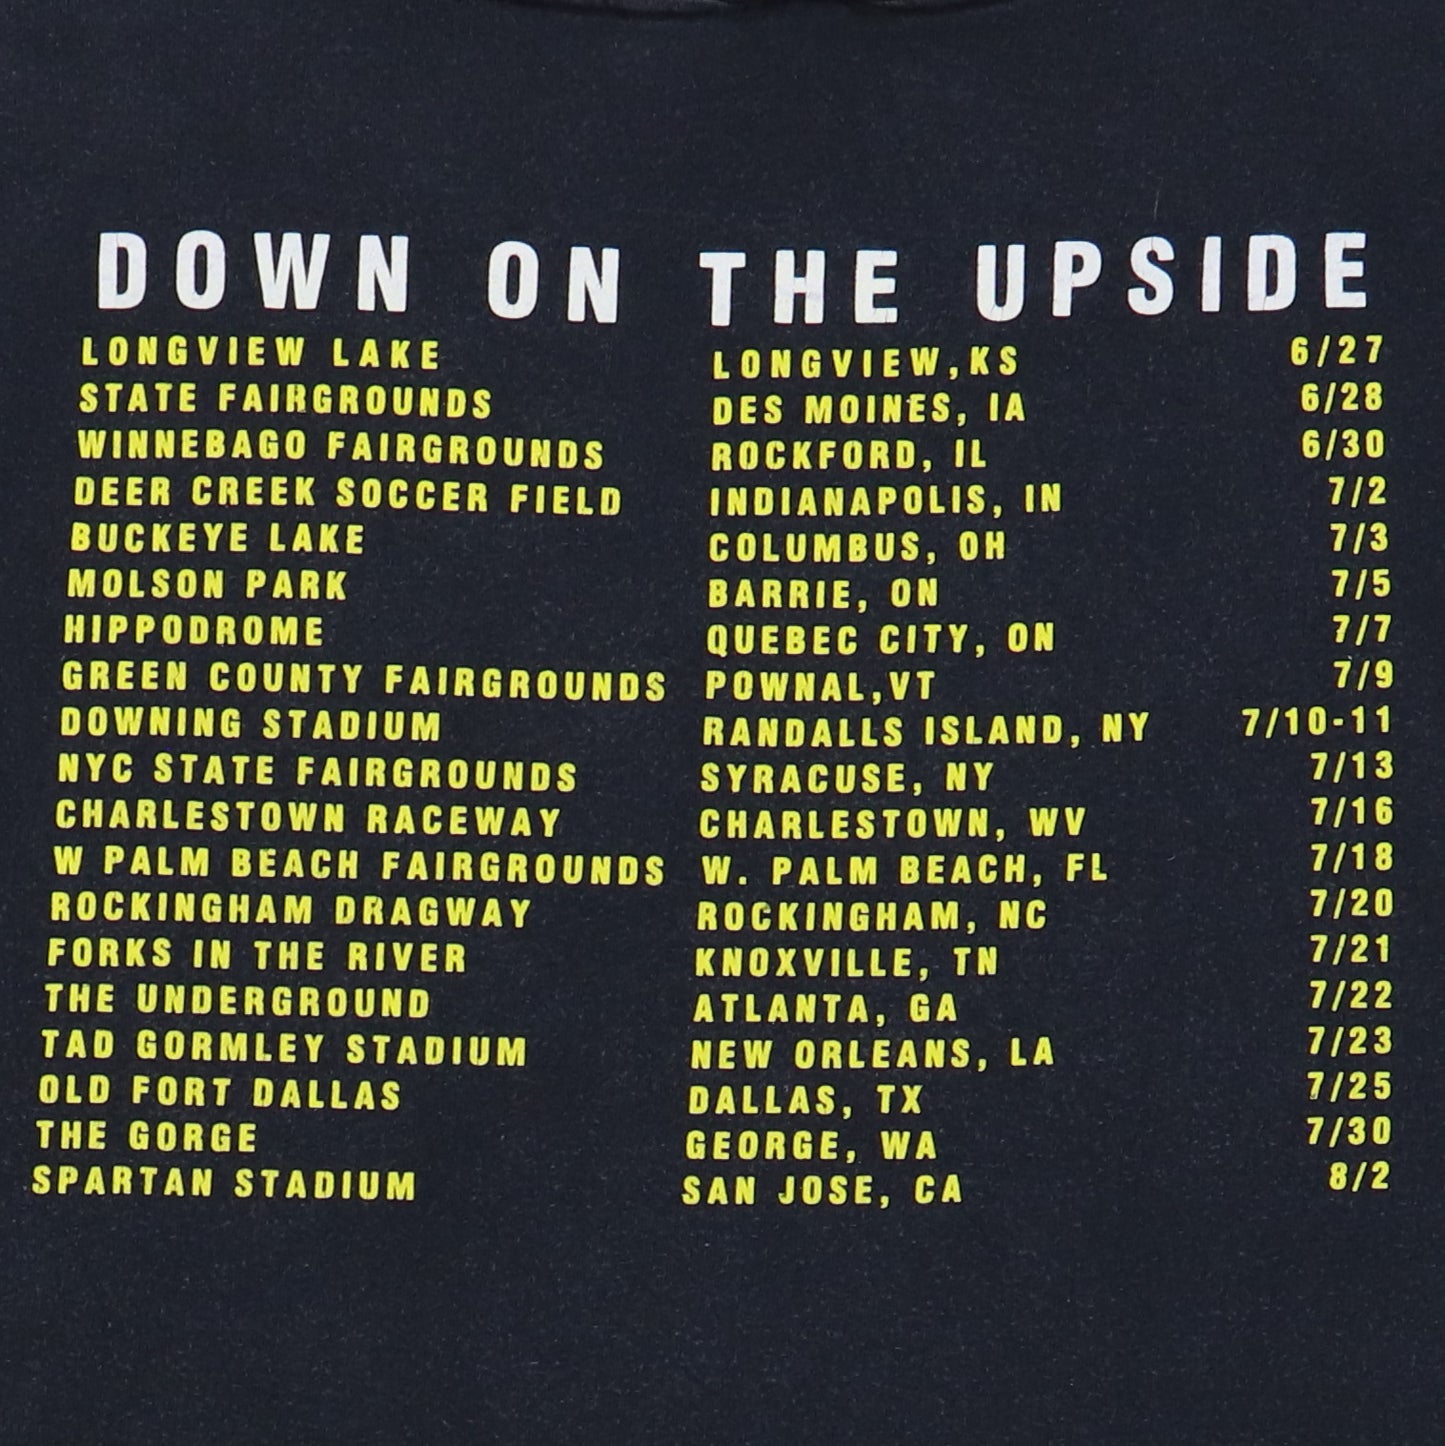 DOWN ON THE UPSIDE
LONGVIEW LAKE LONGVIEW,KS 6/27
STATE FAIRGROUNDS DES MOINES, IA 6/28
WINNEBAGO FAIRGROUNDS ROCKFORD, IL 6/30
DEER CREEK SOCCER FIELD INDIANAPOLIS, IN 7/2
BUCKEYE LAKE COLUMBUS, OH 7/3
MOLSON PARK BARRIE, ON 7/5
HIPPODROME QUEBEC CITY, ON 7/7
GREEN COUNTY FAIRGROUNDS POWNAL,VT 7/9
DOWNING STADIUM RANDALLS ISLAND, NY 7/10-11
NYC STATE FAIRGROUNDS SYRACUSE, NY 7/13
CHARLESTOWN RACEWAY CHARLESTOWN, WV 7/16
W PALM BEACH FAIRGROUNDS W. PALM BEACH, FL 7/18
ROCKINGHAM DRAGWAY ROCKINGHAM, NC 7/20
FORKS IN THE RIVER KNOXVILLE, TN 7/21
THE UNDERGROUND ATLANTA, GA 7/22
TAD GORMLEY STADIUM NEW ORLEANS, LA 7/23
OLD FORT DALLAS DALLAS, TX 7/25
THE GORGE GEORGE, WA 7/30
SPARTAN STADIUM SAN JOSE, CA 8/2